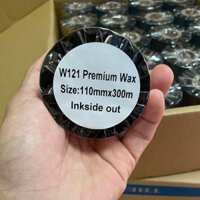 W121 Premium Wax
Size:110mmx300m
Inkside out